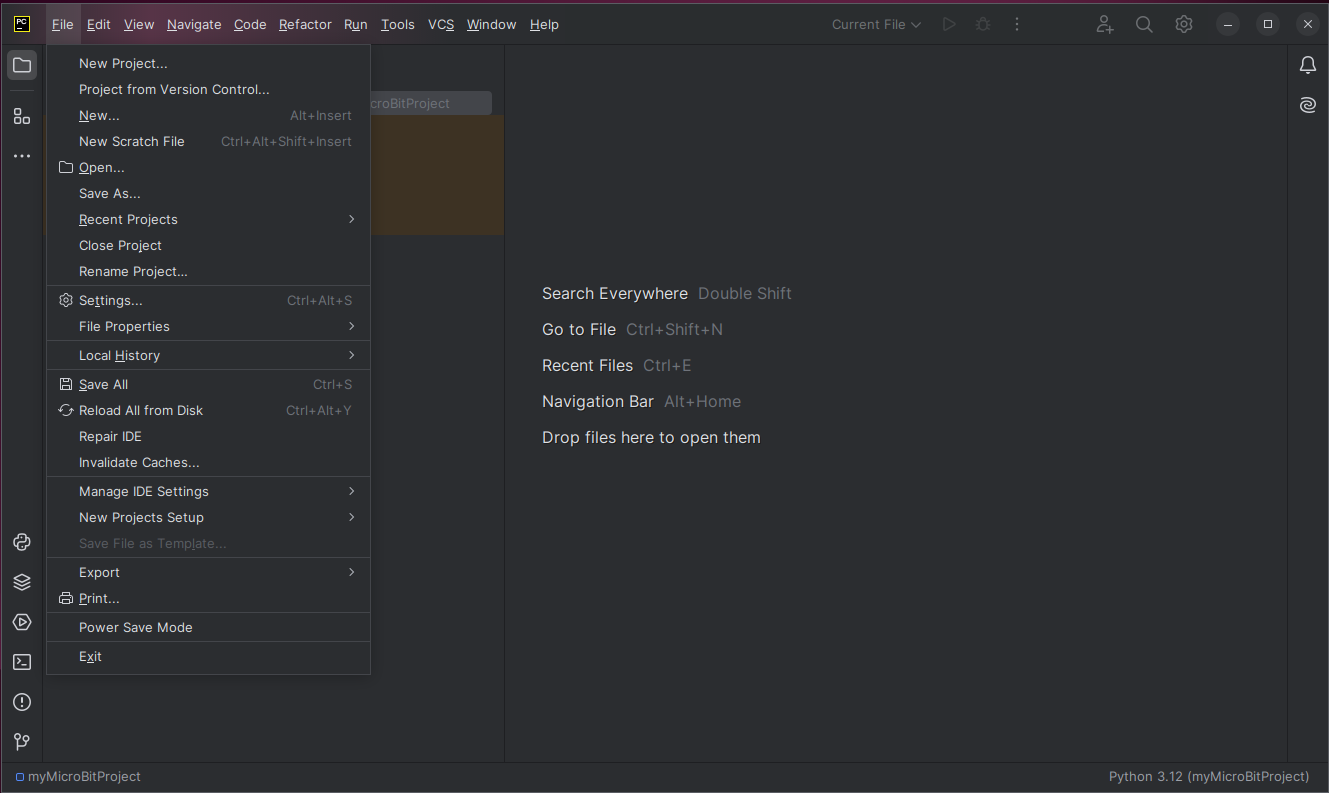 PC File Edit View Navigate Code Refactor Run Tools VCS Window Help Current File
New Project...
Project from Version Control...
croBitProject
New... Alt+Insert
New Scratch File Ctrl+Alt+Shift+Insert
Open...
Save As...
Recent Projects
Close Project
Rename Project...
Settings... Ctrl+Alt+S
File Properties
Local History
Save All Ctrl+S
Reload All from Disk Ctrl+Alt+Y
Repair IDE
Invalidate Caches...
Manage IDE Settings
New Projects Setup
Save File as Template...
Export
Print...
Power Save Mode
Exit
Search Everywhere Double Shift
Go to File Ctrl+Shift+N
Recent Files Ctrl+E
Navigation Bar Alt+Home
Drop files here to open them
myMicroBitProject Python 3.12 (myMicroBitProject)